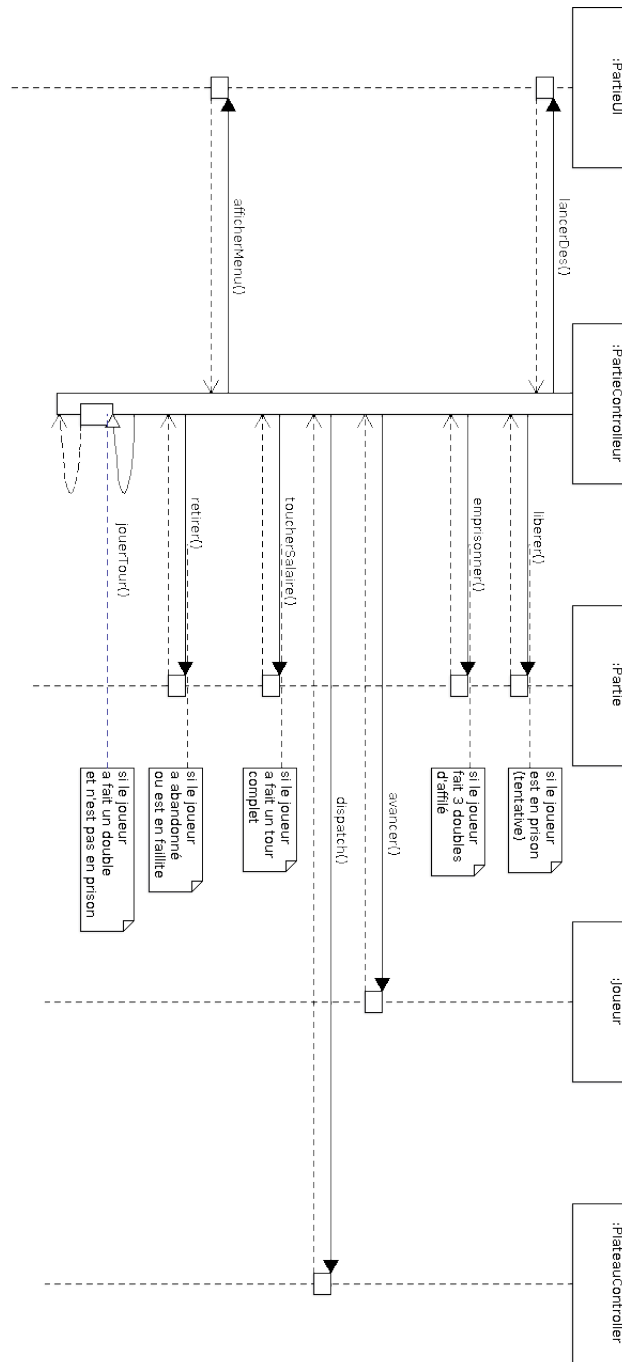 :PartieUI
:PartieControlleur
:Partie
:Joueur
:PlateauController
lancerDes()
liberer()
si le joueur
est en prison
(tentative)
emprisonner()
si le joueur
fait 3 doubles
d'affilé
avancer()
dispatch()
toucherSalaire()
si le joueur
a fait un tour
complet
afficherMenu()
retirer()
si le joueur
a abandonné
ou est en faillite
jouerTour()
si le joueur
a fait un double
et n'est pas en prison